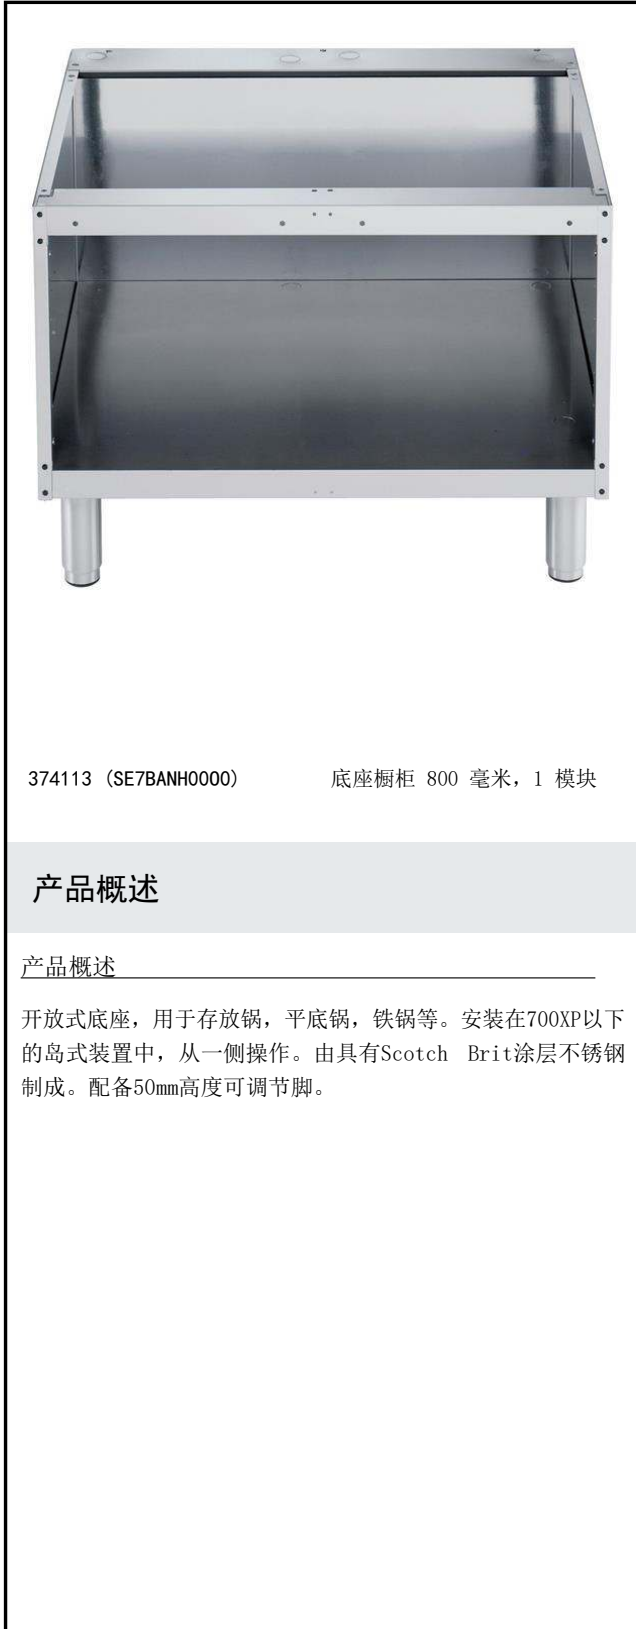 374113 (SE7BANH0000) 底座橱柜 800 毫米，1 模块
产品概述
产品概述
开放式底座，用于存放锅，平底锅，铁锅等。安装在700XP以下
的岛式装置中，从一侧操作。由具有Scotch Brit涂层不锈钢
制成。配备50mm高度可调节脚。